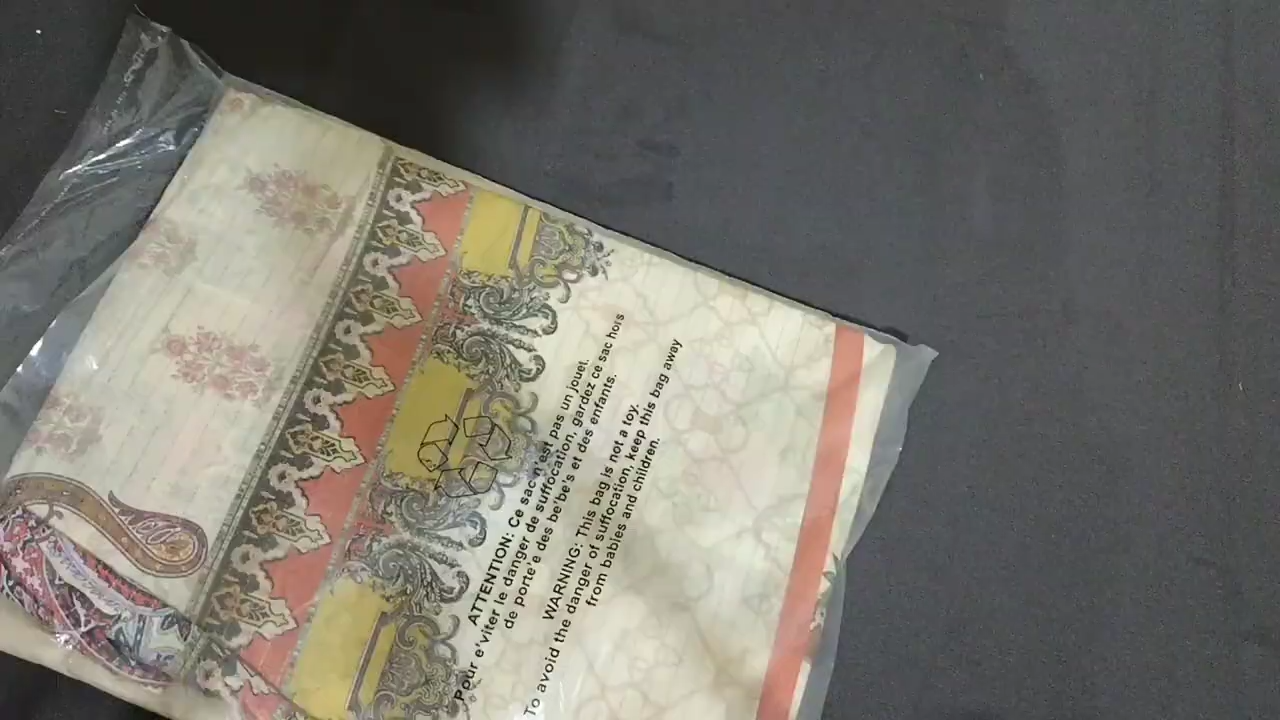 ATTENTION: Ce sac n'est pas un jouet.
Pour e'viter le danger de suffocation, gardez ce sac hois
de porte'e des be'be's et des enfants.
WARNING: This bag is not a toy.
To avoid the danger of suffocation, keep this bag away
from babies and children.